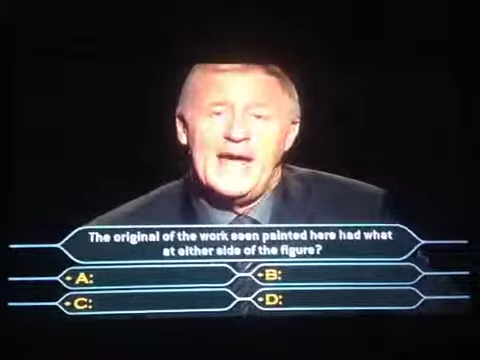 The original of the work seen painted here had what
at either side of the figure?
A:
B:
C:
D: